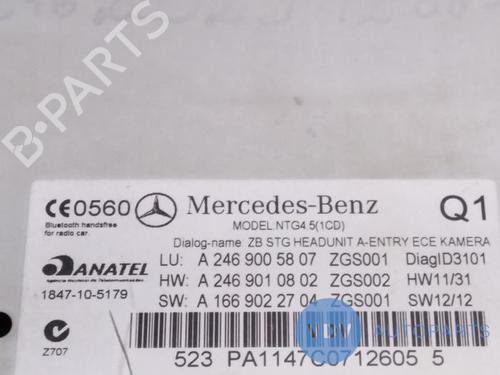 CE0560
Bluetooth handsfree
for radio car.
Mercedes-Benz
Q1
MODEL:NTG4.5(1CD)
Dialog-name ZB STG HEADUNIT A-ENTRY ECE KAMERA
LU: A 246 900 58 07 ZGS001 DiagID3101
HW: A 246 901 08 02 ZGS002 HW11/31
SW: A 166 902 27 04 ZGS001 SW12/12
ANATEL
1847-10-5179
Z707
VDV AUTOPARTS
523 PA1147C0712605 5